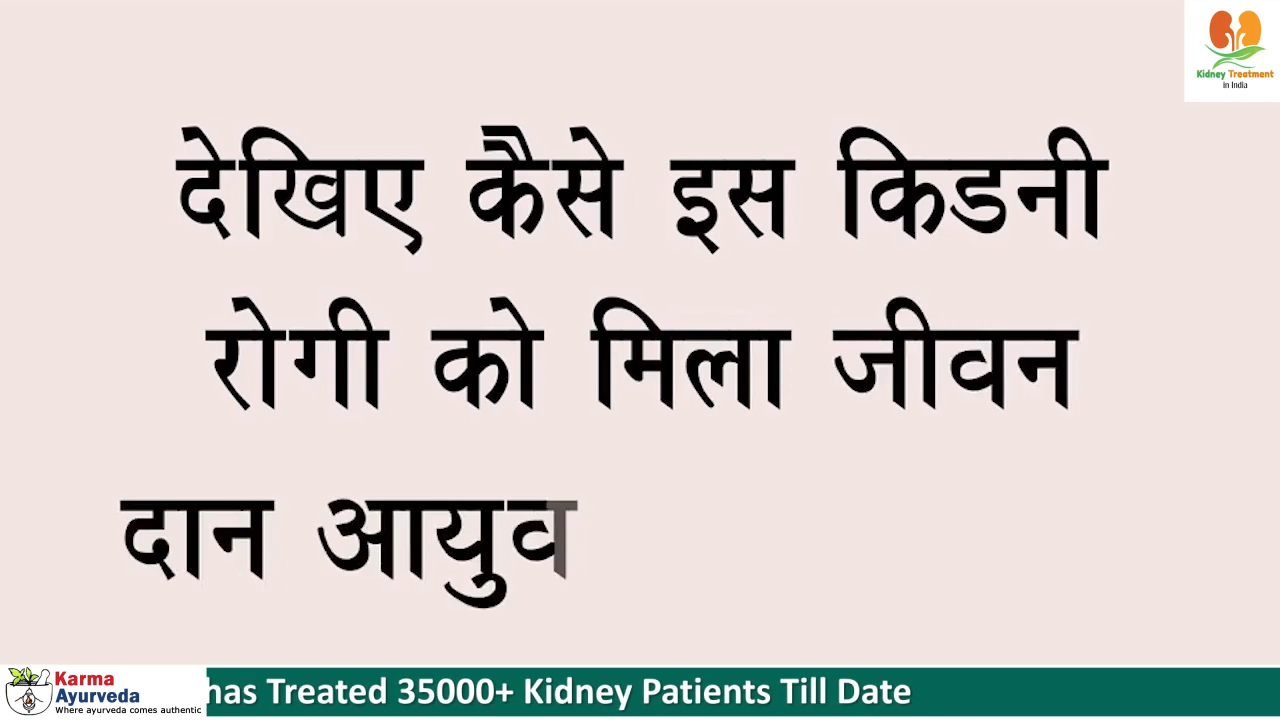 Kidney Treatment
in India
देखिए कैसे इस किडनी
रोगी को मिला जीवन
दान आयुव
Karma
Ayurveda
Where ayurveda comes authentic
has Treated 35000+ Kidney Patients Till Date